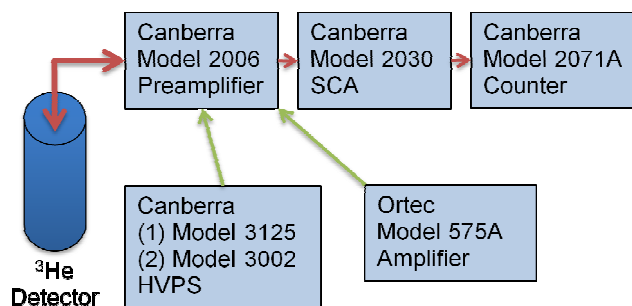 Canberra
Model 2006
Preamplifier
Canberra
Model 2030
SCA
Canberra
Model 2071A
Counter
³He
Detector
Canberra
(1) Model 3125
(2) Model 3002
HVPS
Ortec
Model 575A
Amplifier